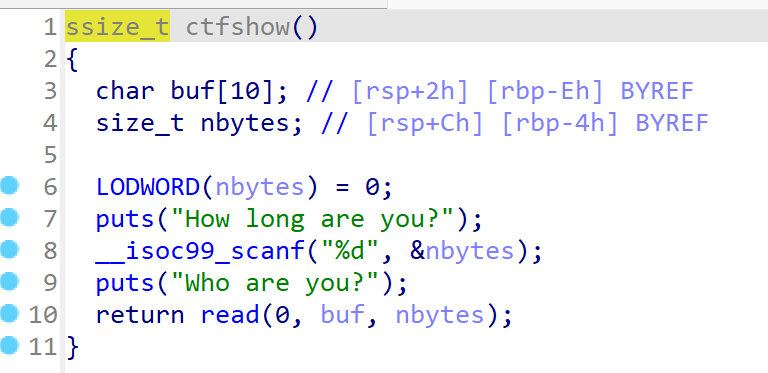 1 ssize_t ctfshow()
2 {
3 char buf[10]; // [rsp+2h] [rbp-Eh] BYREF
4 size_t nbytes; // [rsp+Ch] [rbp-4h] BYREF
5
6 LODWORD(nbytes) = 0;
7 puts("How long are you?");
8 __isoc99_scanf("%d", &nbytes);
9 puts("Who are you?");
10 return read(0, buf, nbytes);
11 }